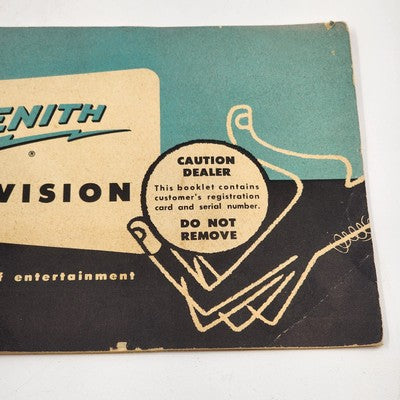 ENITH
®
VISION
CAUTION
DEALER
This booklet contains
customer's registration
card and serial number.
DO NOT
REMOVE
f entertainment